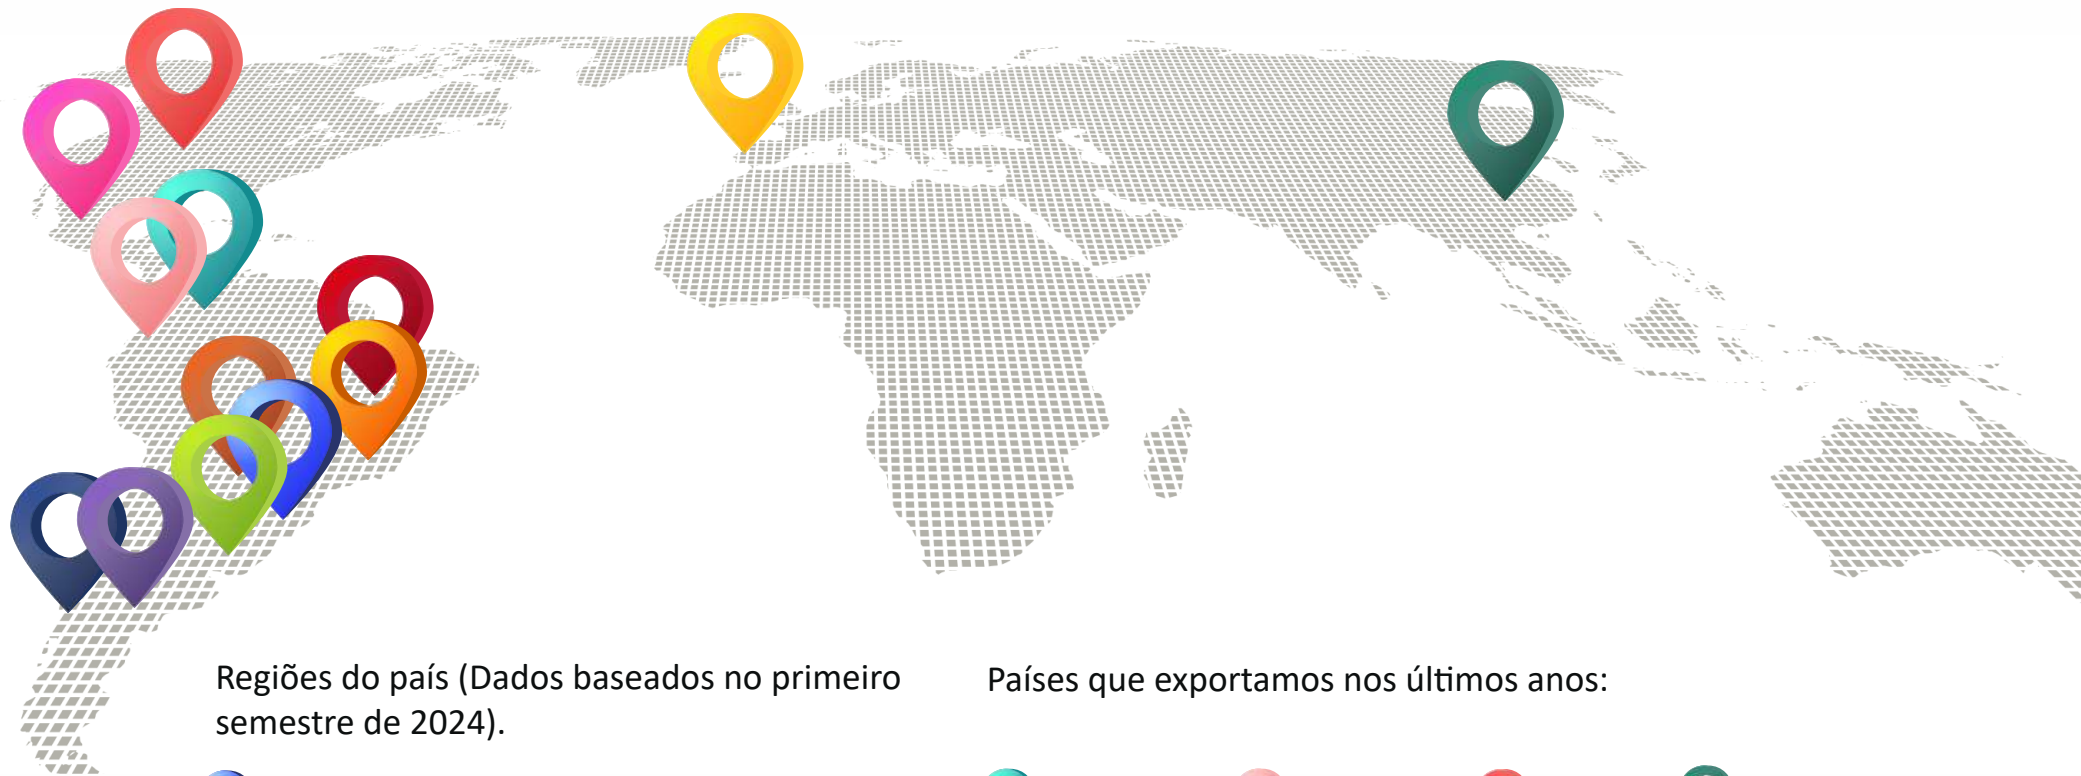 Regiões do país (Dados baseados no primeiro
semestre de 2024).
Países que exportamos nos últimos anos: